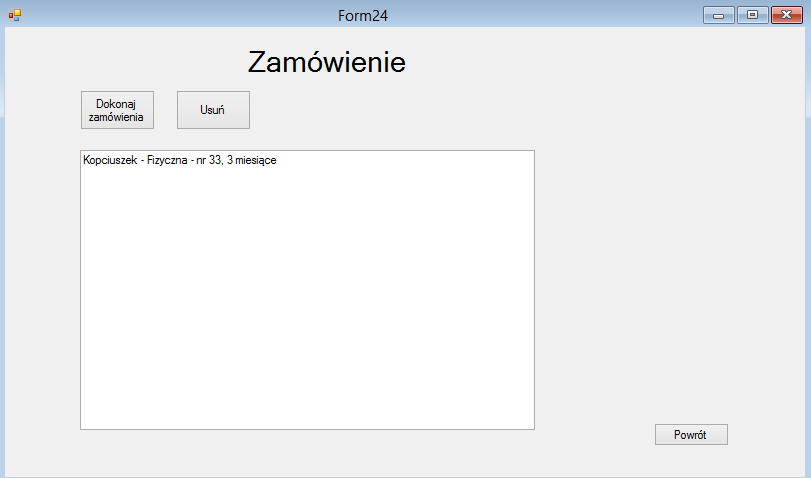 Form24
Zamówienie
Dokonaj
zamówienia
Usuń
Kopciuszek - Fizyczna - nr 33, 3 miesiące
Powrót